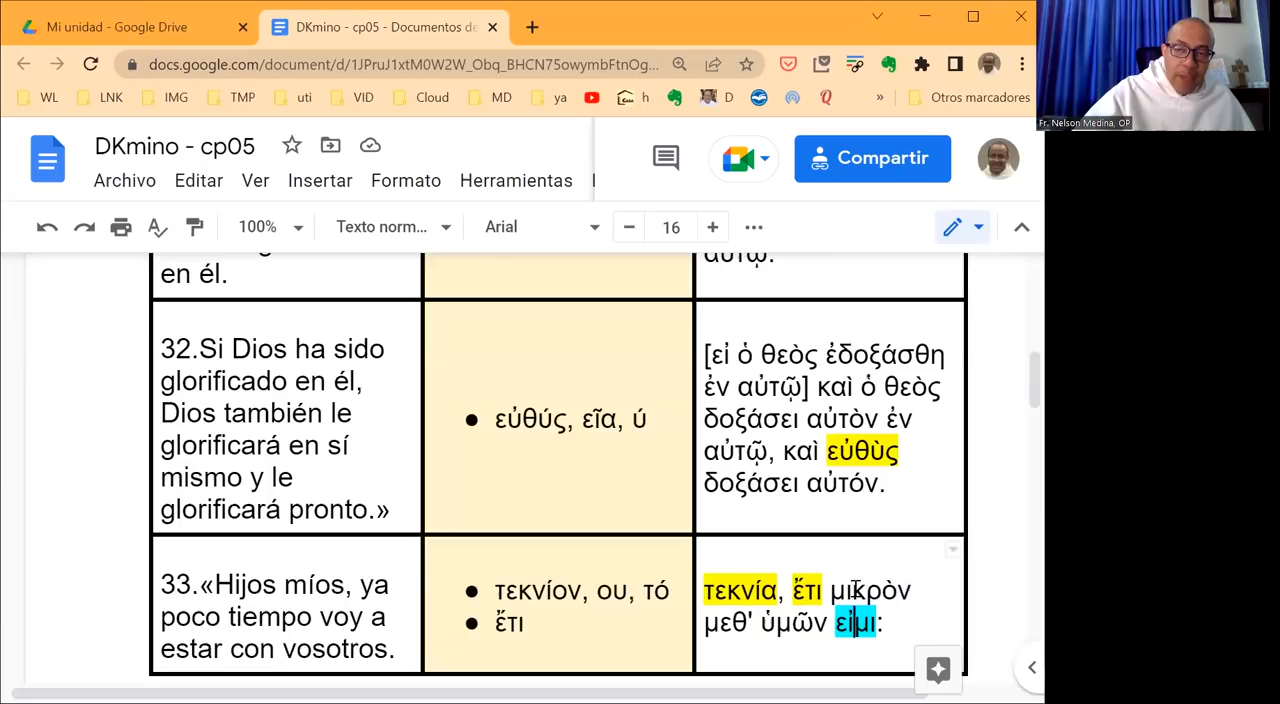 Mi unidad - Google Drive
DKmino - cp05 - Documentos de
docs.google.com/document/d/1JPruJ1xtM0W2W_Obq_BHCN75owymbFtnOg...
WL LNK IMG TMP uti VID Cloud MD ya h D » Otros marcadores
Fr. Nelson Medina, OP
DKmino - cp05
Compartir
Archivo Editar Ver Insertar Formato Herramientas
100% Texto norm... Arial 16
en él.
αὐτῷ.
32.Si Dios ha sido
glorificado en él,
Dios también le
glorificará en sí
mismo y le
glorificará pronto.»
● εὐθύς, εῖα, ύ
[εἰ ὁ θεὸς ἐδοξάσθη
ἐν αὐτῷ] καὶ ὁ θεὸς
δοξάσει αὐτὸν ἐν
αὐτῷ, καὶ εὐθὺς
δοξάσει αὐτόν.
33.«Hijos míos, ya
poco tiempo voy a
estar con vosotros.
● τεκνίον, ου, τό
● ἔτι
τεκνία, ἔτι μικρὸν
μεθ' ὑμῶν εἰμι: